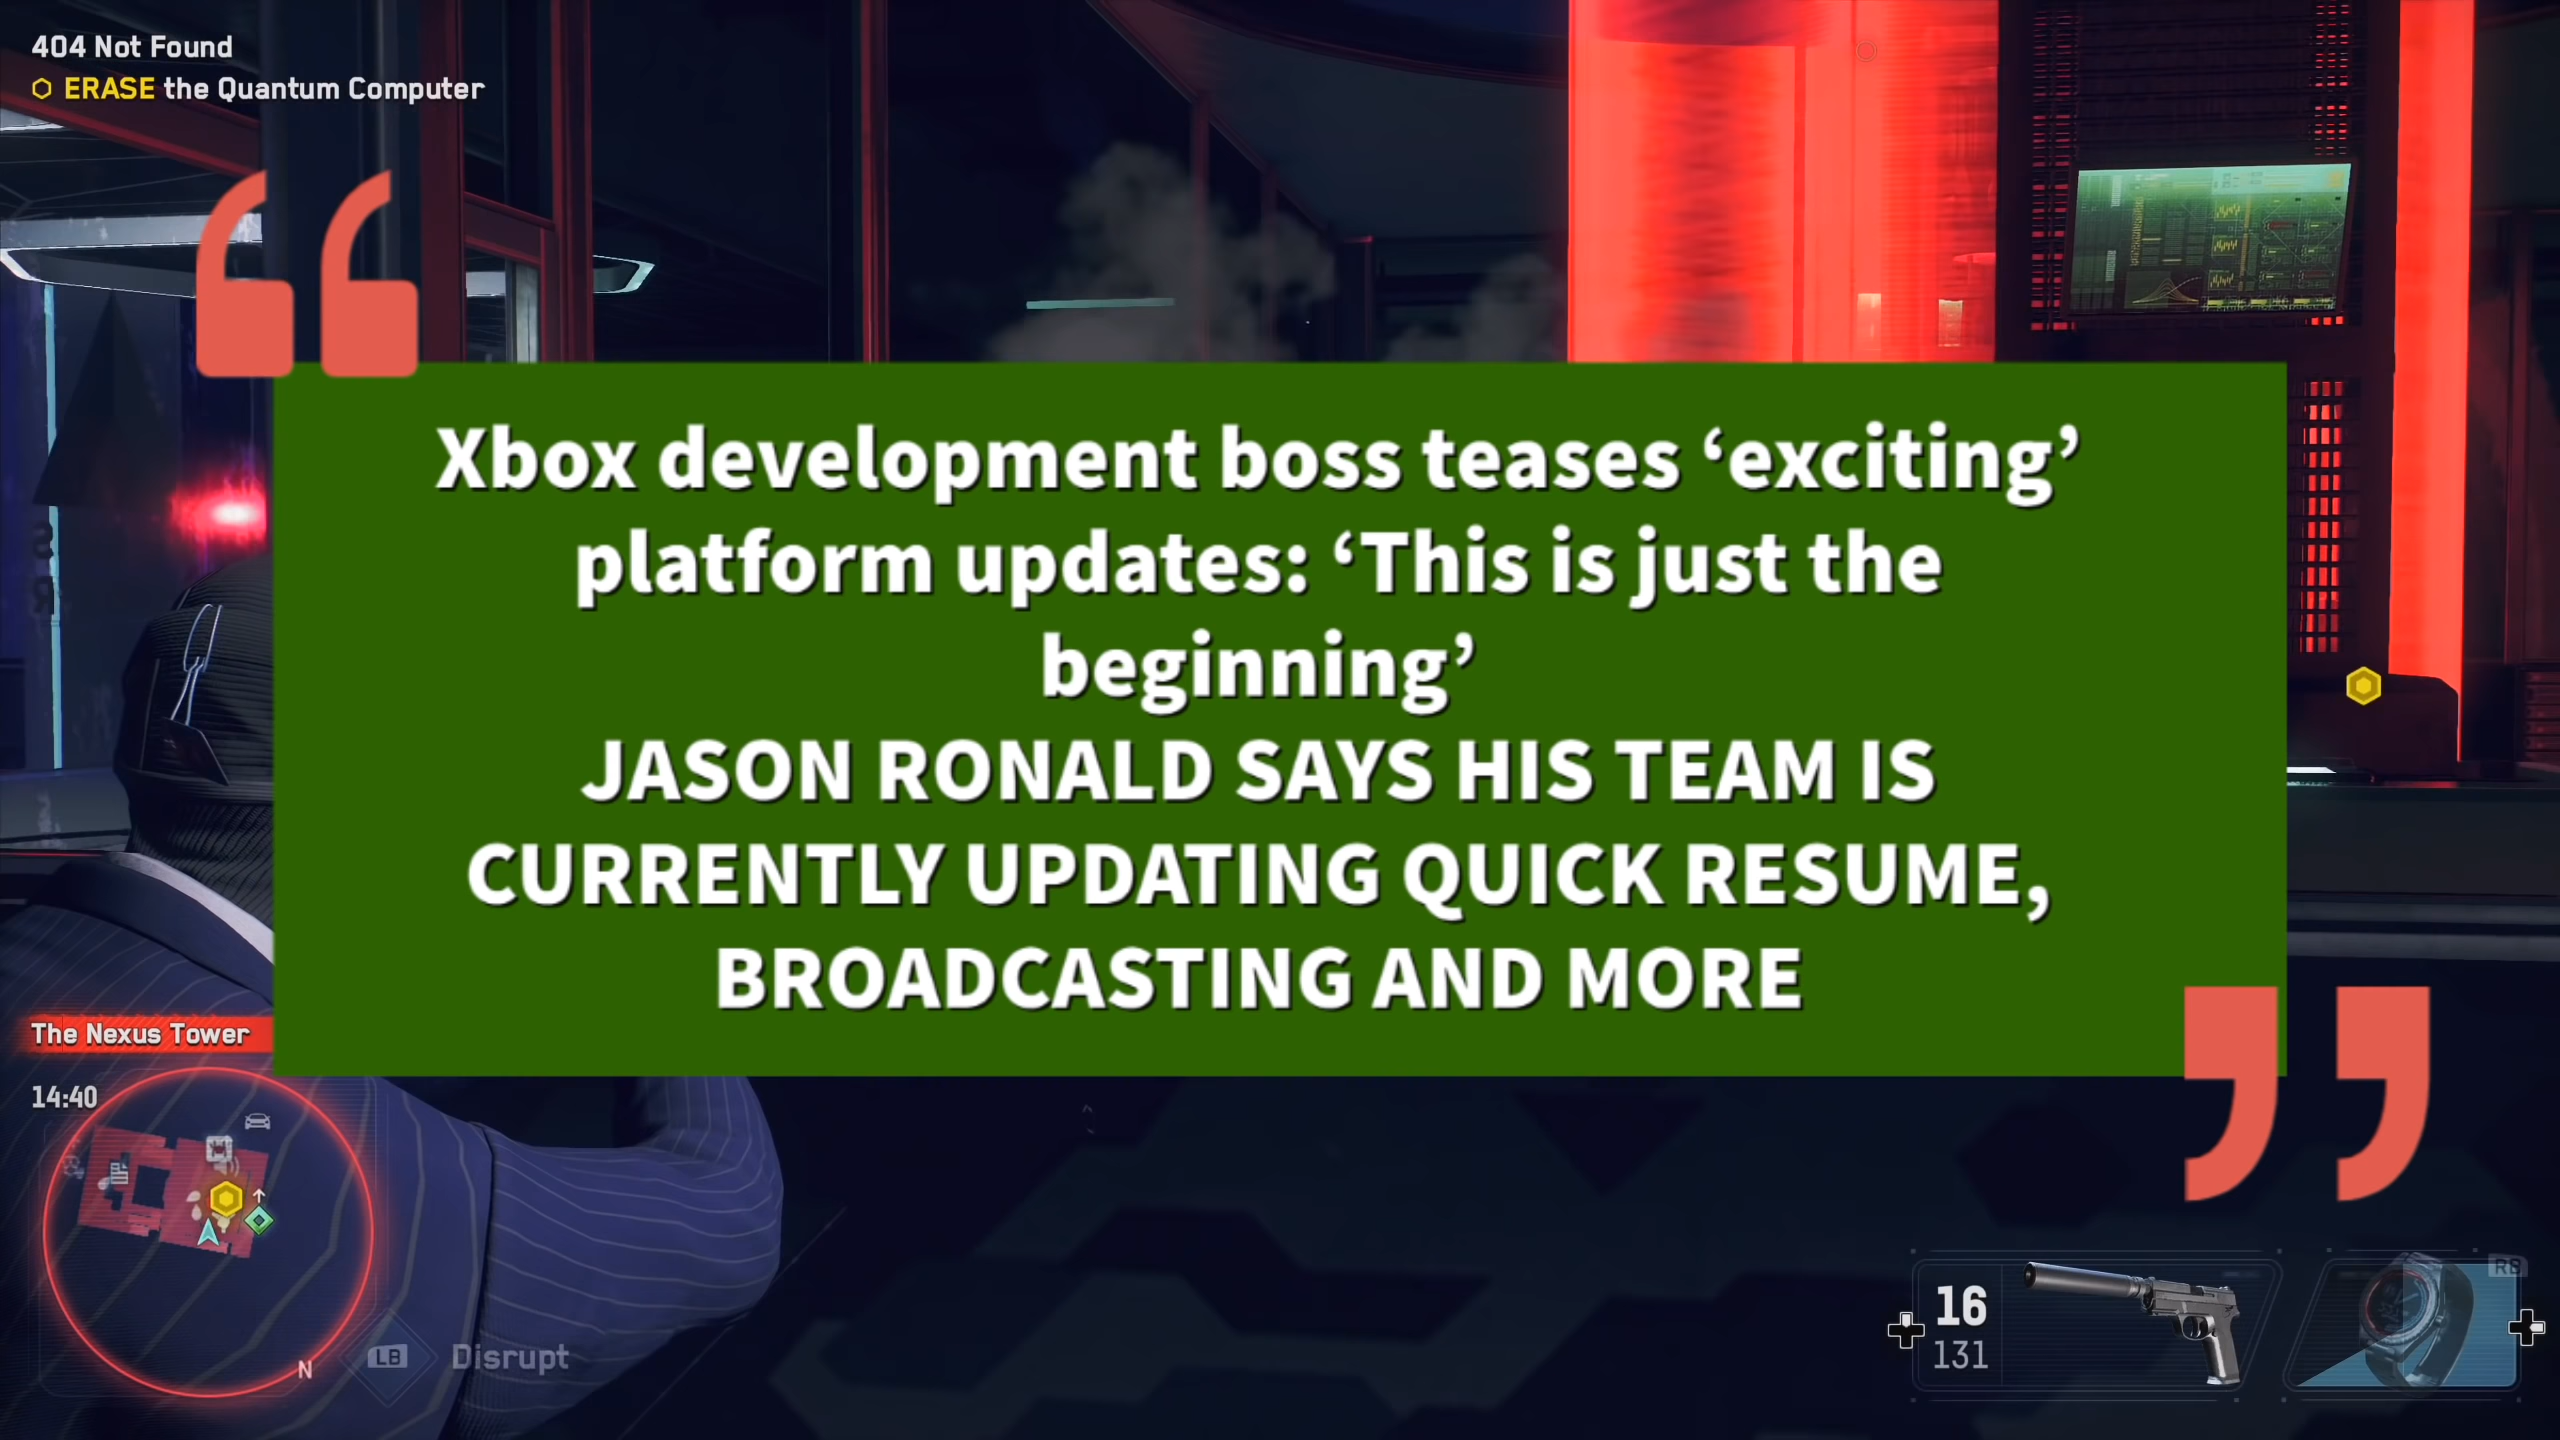 404 Not Found
ERASE the Quantum Computer
Xbox development boss teases ‘exciting’
platform updates: ‘This is just the
beginning’
JASON RONALD SAYS HIS TEAM IS
CURRENTLY UPDATING QUICK RESUME,
BROADCASTING AND MORE
The Nexus Tower
14:40
N
LB Disrupt
16
131
RB